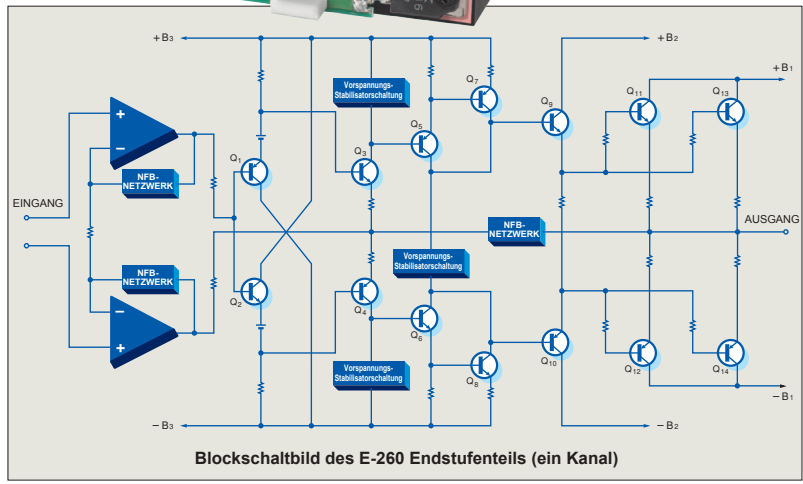 +B3
+B2
+B1
Q7
Q9
Q11
Q13
Vorspannungs-
Stabilisatorschaltung
Q5
+
−
Q1
Q3
NFB-
NETZWERK
EINGANG
AUSGANG
NFB-
NETZWERK
NFB-
NETZWERK
Vorspannungs-
Stabilisatorschaltung
−
+
Q2
Q4
Q6
Q8
Q10
Q12
Q14
Vorspannungs-
Stabilisatorschaltung
−B1
−B3
−B2
Blockschaltbild des E-260 Endstufenteils (ein Kanal)